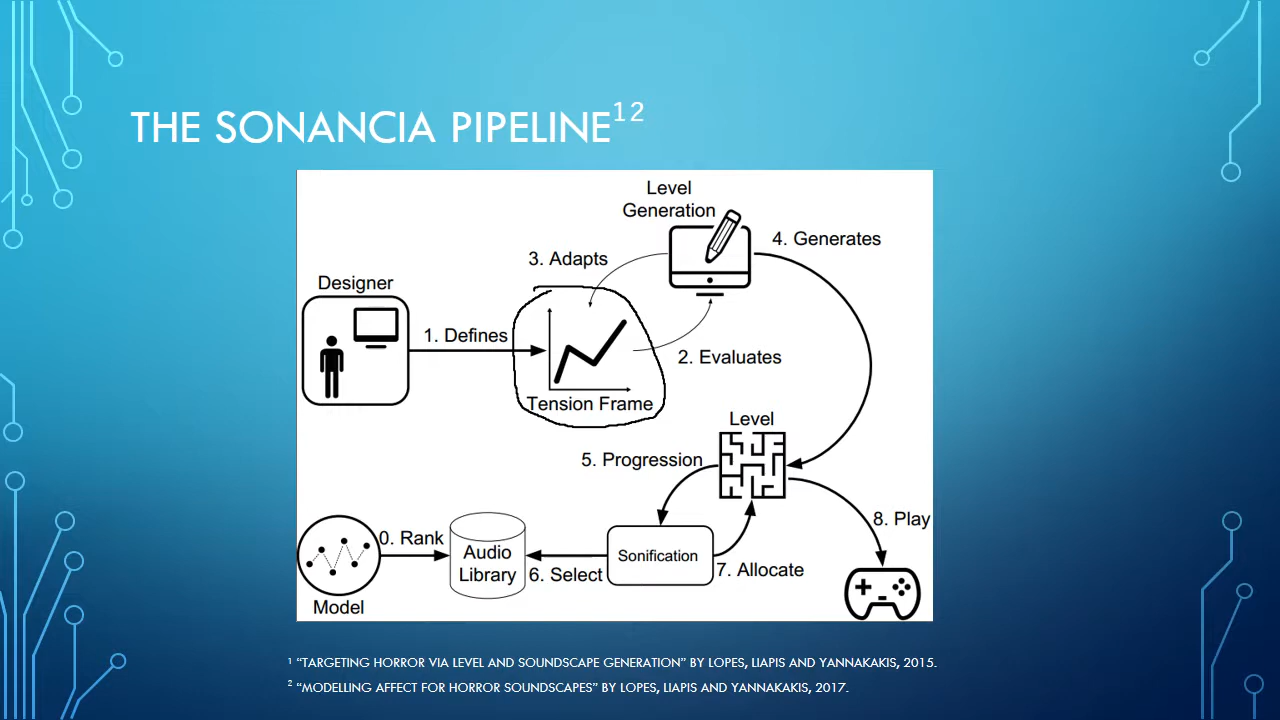 THE SONANCIA PIPELINE12
Level
Generation
4. Generates
3. Adapts
Designer
1. Defines
2. Evaluates
Tension Frame
Level
5. Progression
8. Play
0. Rank
Audio
Library
Sonification
6. Select
7. Allocate
Model
1 "TARGETING HORROR VIA LEVEL AND SOUNDSCAPE GENERATION" BY LOPES, LIAPIS AND YANNAKAKIS, 2015.
2 "MODELLING AFFECT FOR HORROR SOUNDSCAPES" BY LOPES, LIAPIS AND YANNAKAKIS, 2017.